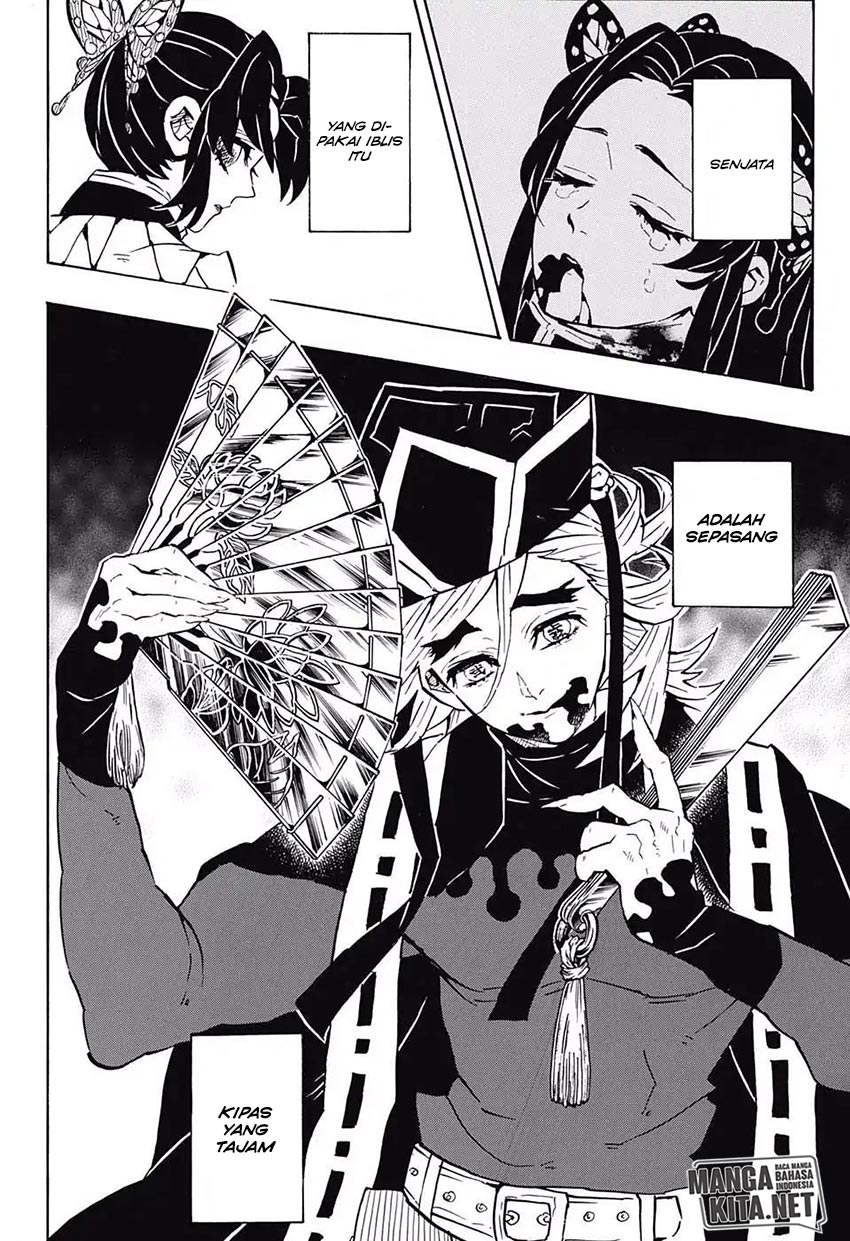 SENJATA
YANG DI-
PAKAI IBLIS
ITU
ADALAH
SEPASANG
KIPAS
YANG
TAJAM
MANGA
KITA.NET
BACA MANGA
BAHASA
INDONESIA